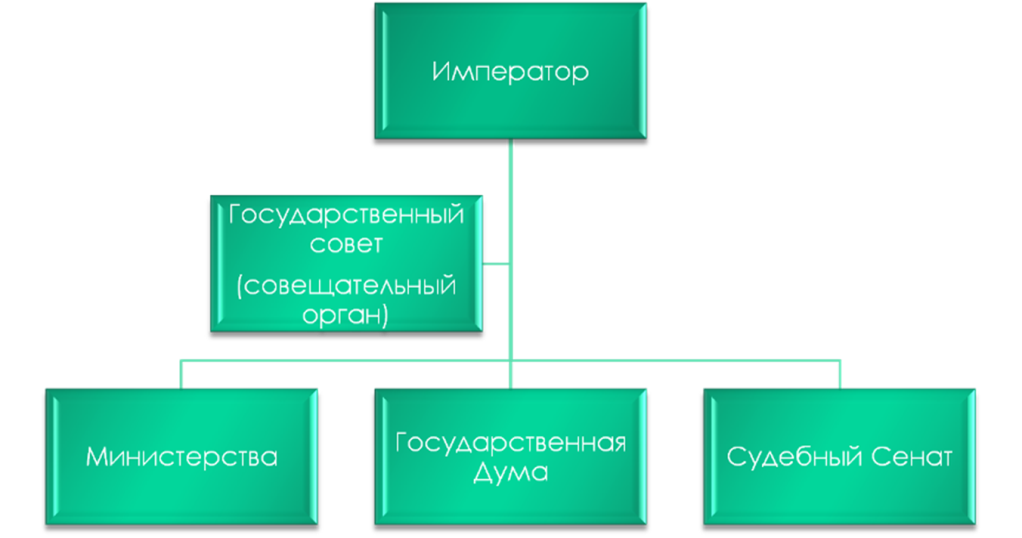 Император
Государственный
совет
(совещательный
орган)
Министерства
Государственная
Дума
Судебный Сенат